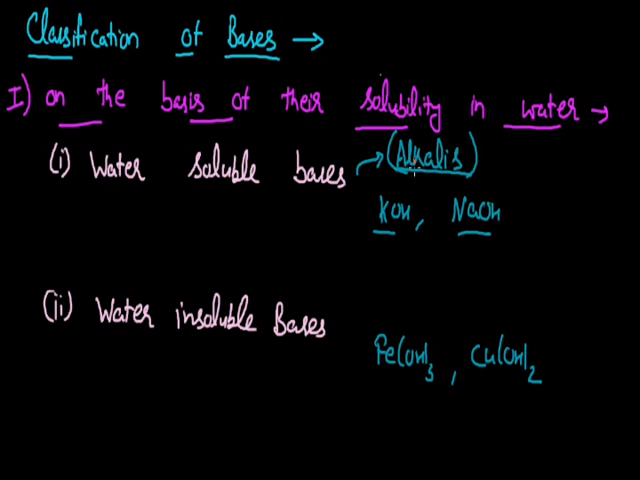 Classification of Bases →
I) on the basis of their solubility in water →
(i) Water soluble bases → (Alkalis)
KOH, NaOH
(ii) Water insoluble Bases
Fe(OH)3, Cu(OH)2